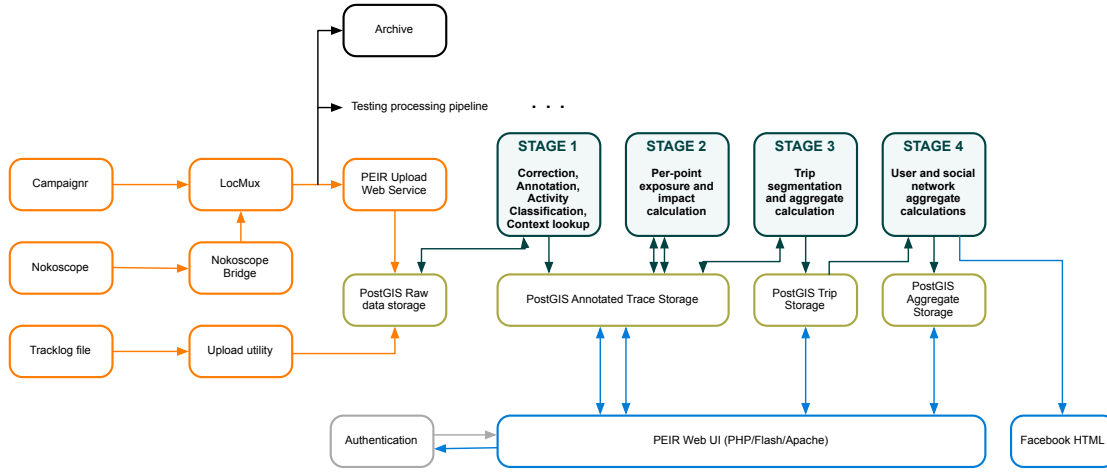 Archive
Testing processing pipeline . . .
STAGE 1
Correction,
Annotation,
Activity
Classification,
Context lookup
STAGE 2
Per-point
exposure and
impact
calculation
STAGE 3
Trip
segmentation
and aggregate
calculation
STAGE 4
User and social
network
aggregate
calculations
Campaignr
LocMux
PEIR Upload
Web Service
Nokoscope
Nokoscope
Bridge
PostGIS Raw
data storage
PostGIS Annotated Trace Storage
PostGIS Trip
Storage
PostGIS
Aggregate
Storage
Tracklog file
Upload utility
Authentication
PEIR Web UI (PHP/Flash/Apache)
Facebook HTML